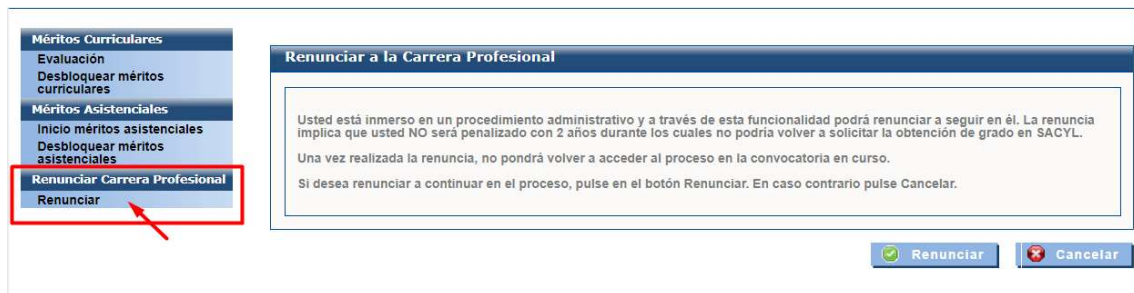 Méritos Curriculares
Evaluación
Desbloquear méritos
curriculares
Méritos Asistenciales
Inicio méritos asistenciales
Desbloquear méritos
asistenciales
Renunciar Carrera Profesional
Renunciar
Renunciar a la Carrera Profesional
Usted está inmerso en un procedimiento administrativo y a través de esta funcionalidad podrá renunciar a seguir en él. La renuncia
implica que usted NO será penalizado con 2 años durante los cuales no podría volver a solicitar la obtención de grado en SACYL.
Una vez realizada la renuncia, no pondrá volver a acceder al proceso en la convocatoria en curso.
Si desea renunciar a continuar en el proceso, pulse en el botón Renunciar. En caso contrario pulse Cancelar.
Renunciar
Cancelar